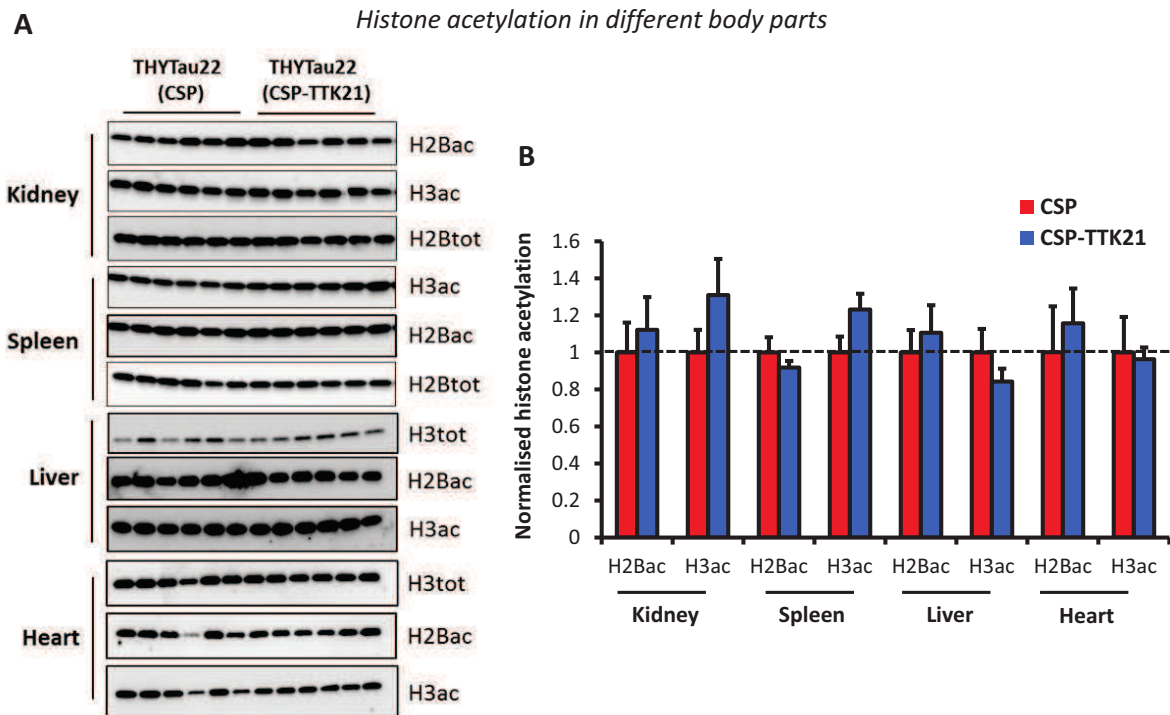 Histone acetylation in different body parts
A
THYTau22
(CSP)
THYTau22
(CSP-TTK21)
Kidney
H2Bac
H3ac
H2Btot
Spleen
H3ac
H2Bac
H2Btot
Liver
H3tot
H2Bac
H3ac
Heart
H3tot
H2Bac
H3ac
B
CSP
CSP-TTK21
Normalised histone acetylation
1.6
1.4
1.2
1
0.8
0.6
0.4
0.2
0
H2Bac H3ac H2Bac H3ac H2Bac H3ac H2Bac H3ac
Kidney Spleen Liver Heart